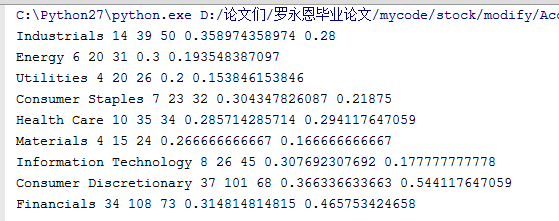 C:\Python27\python.exe D:/论文们/罗永恩毕业论文/mycode/stock/modify/Acc
Industrials 14 39 50 0.358974358974 0.28
Energy 6 20 31 0.3 0.193548387097
Utilities 4 20 26 0.2 0.153846153846
Consumer Staples 7 23 32 0.304347826087 0.21875
Health Care 10 35 34 0.285714285714 0.294117647059
Materials 4 15 24 0.266666666667 0.166666666667
Information Technology 8 26 45 0.307692307692 0.177777777778
Consumer Discretionary 37 101 68 0.366336633663 0.544117647059
Financials 34 108 73 0.314814814815 0.465753424658